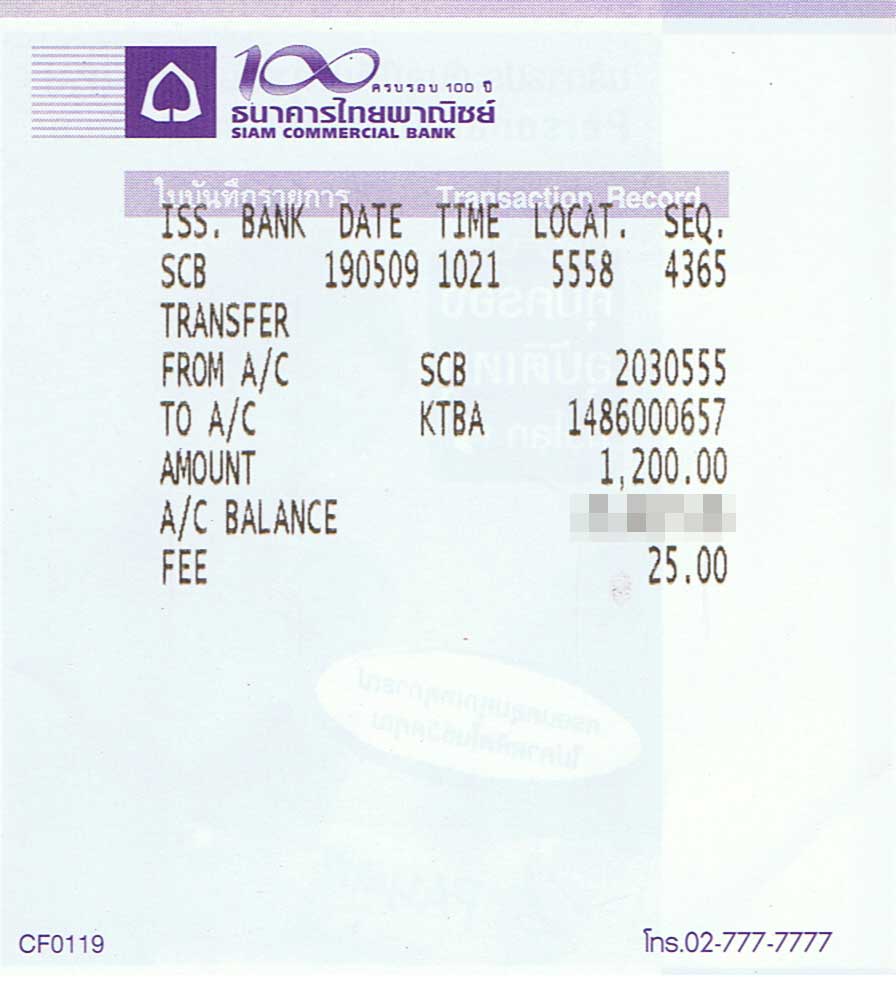 100 ครบรอบ 100 ปี
ธนาคารไทยพาณิชย์
SIAM COMMERCIAL BANK
ใบบันทึกรายการ Transaction Record
ISS. BANK DATE TIME LOCAT. SEQ.
SCB 190509 1021 5558 4365
TRANSFER
FROM A/C SCB 2030555
TO A/C KTBA 1486000657
AMOUNT 1,200.00
A/C BALANCE
FEE 25.00
CF0119 โทร.02-777-7777